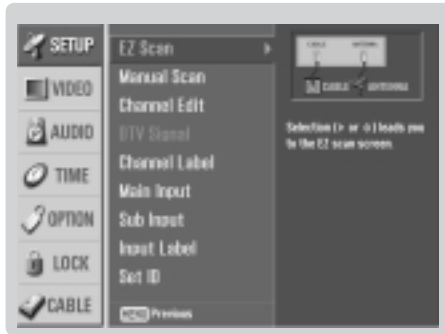 SETUP
VIDEO
AUDIO
TIME
OPTION
LOCK
CABLE
EZ Scan
Manual Scan
Channel Edit
DTV Signal
Channel Label
Main Input
Sub Input
Input Label
Set ID
MENU Previous
CABLE ANTENNA
CABLE ANTENNA
Selection (▷ or ⊙) leads you
to the EZ scan screen.